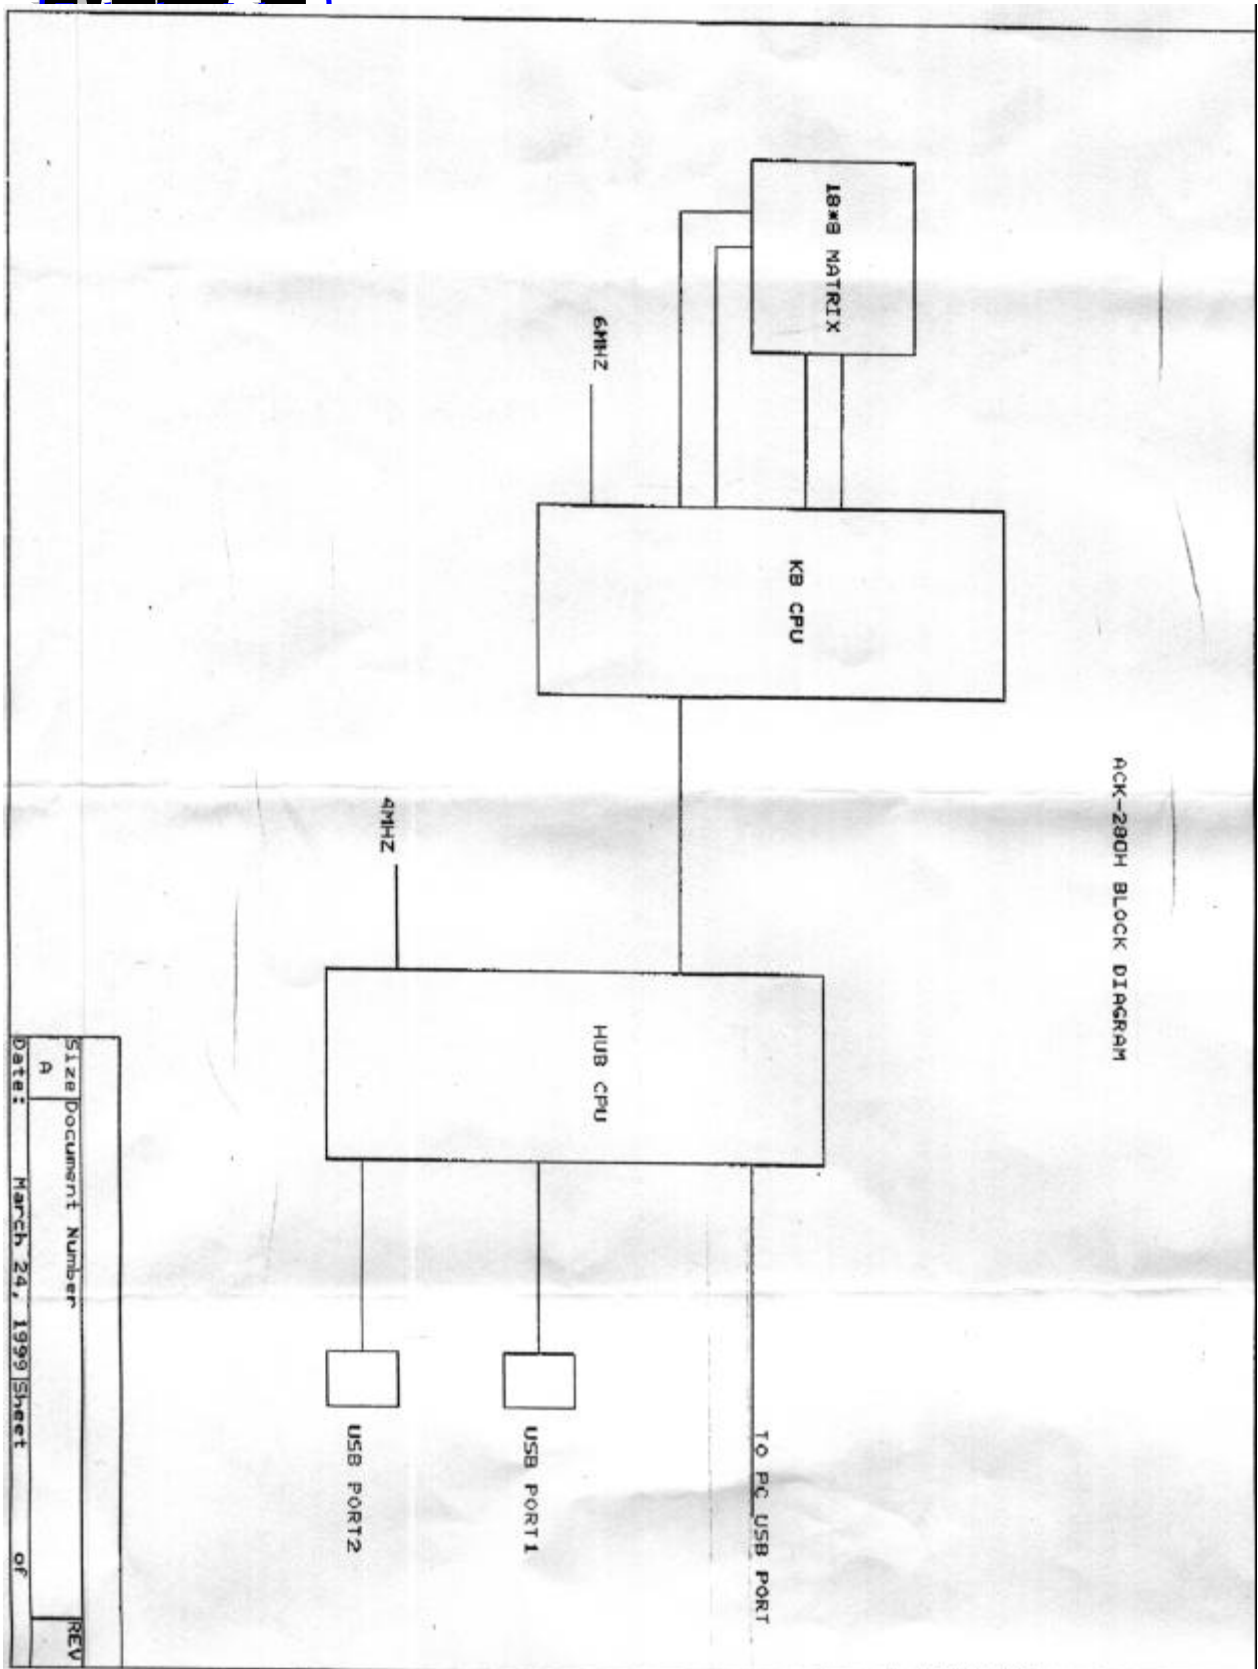 ACK-280H BLOCK DIAGRAM
18*8 MATRIX
KB CPU
6MHZ
TO PC USB PORT
HUB CPU
USB PORT1
4MHZ
USB PORT2
Size Document Number REV
A
Date: March 24, 1999 Sheet of